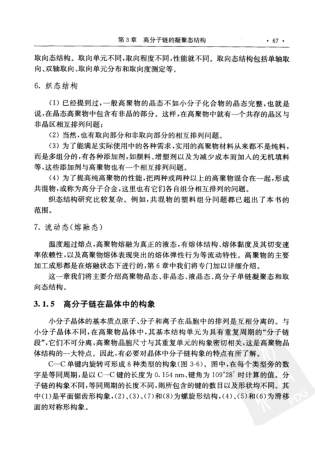 第3章 高分子链的凝聚态结构 ·67·
取向态结构。取向单元不同,取向程度不同,性能就不同。取向态结构包括单轴取
向、双轴取向、取向单元分布和取向度测定等。
6. 织态结构
(1) 已经提到过,一般高聚物的晶态不如小分子化合物的晶态完整,也就是
说,在晶态高聚物中包含有非晶的部分。这样,在高聚物中就有一个共存的晶区与
非晶区相互排列问题;
(2) 当然,也有取向部分和非取向部分的相互排列问题;
(3) 为了能满足实际使用中的各种需求,实用的高聚物材料从来都不是纯料,
而是多组分的,有各种添加剂,如颜料、增塑剂以及为减少成本而加入的无机填料
等,这些添加剂与高聚物也有相互排列的问题;
(4) 为了提高纯高聚物的性能,把两种或两种以上的高聚物混合在一起,形成
共混物,或称为高分子合金,这里也有它们各自组分相互排列的问题。
织态结构研究比较复杂。例如,共混物的塑料组分问题都已超出了本书的
范围。
7. 流动态(熔融态)
温度超过熔点,高聚物熔融为真正的液态,有熔体结构、熔体黏度及其切变速
率依赖性,以及高聚物熔体流动时表现出来的特有的弹性行为等。高聚物的主要
加工成形都是在熔融状态下进行的,第6章中我们将专门加以详细介绍。
这一章我们将主要介绍高聚物晶态、非晶态、液晶态、高分子单链凝聚态和取
向态结构。
3.1.5 高分子链在晶体中的构象
小分子晶体的基本质点原子、分子和离子在晶胞中的排列是互相分离的。与
小分子晶体不同,在高聚物晶体中,其基本结构单元为具有重复周期的“分子链
段”,它们不可分离。高聚物晶胞尺寸与其重复单元的构象密切相关,这是高聚物晶
体结构的一大特点。因此,有必要对晶体中分子链构象的特点有所了解。
C—C单键内旋转可形成8种类型的构象(图3-6)。图中,在每个类型旁的数
字是等同周期,是以C—C键的长度为0.154 nm、键角为109°28′时计算的值。分
子链的构象不同,等同周期的长度不同,则所包含的键的数目以及形状均不同。其
中,(1)是平面锯齿形构象,(2)、(3)、(7)和(8)为螺旋形结构,(4)、(5)、(6)为滑移
面的对称形构象。